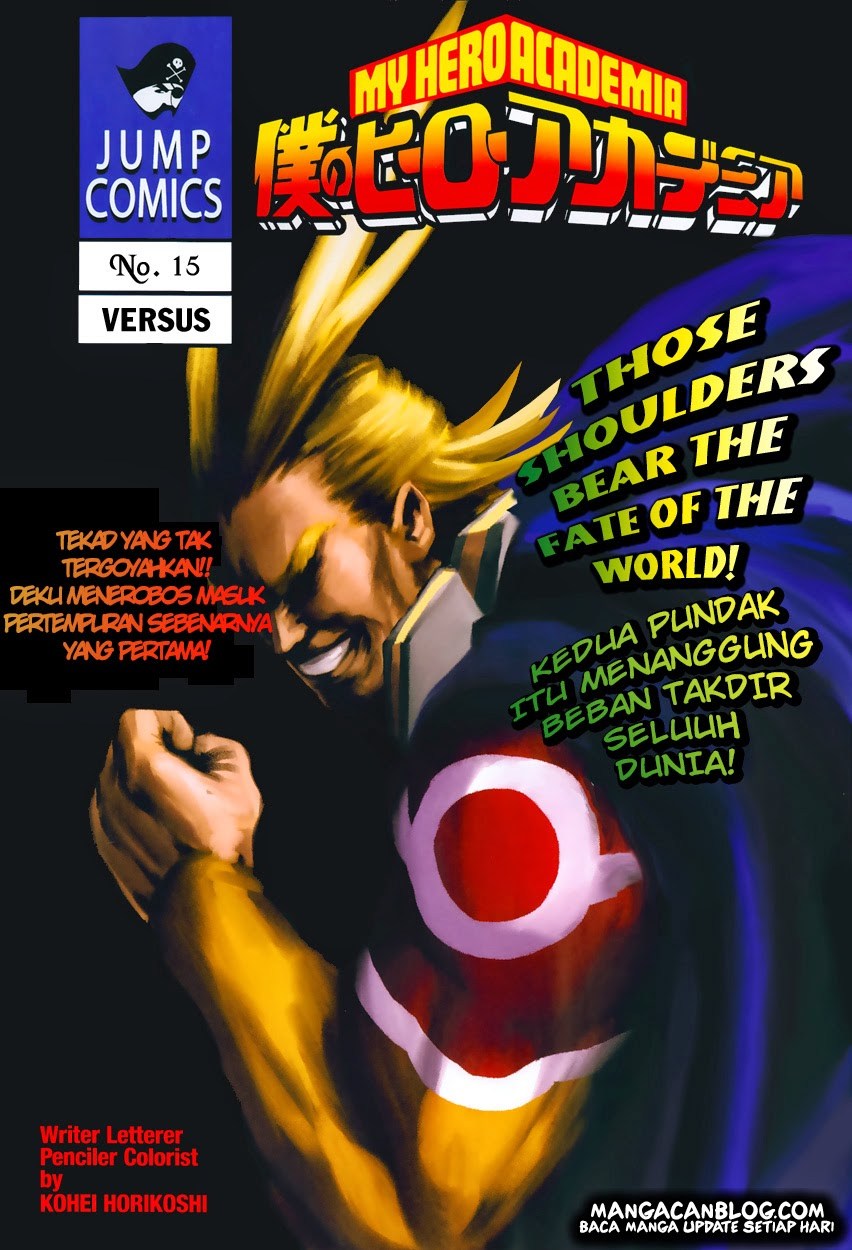 JUMP
COMICS
No. 15
VERSUS
MY HERO ACADEMIA
僕のヒーローアカデミア
THOSE
SHOULDERS
BEAR THE
FATE OF THE
WORLD!
TEKAD YANG TAK
TERGOYAHKAN!!
DEKU MENEROBOS MASUK
PERTEMPURAN SEBENARNYA
YANG PERTAMA!
KEDUA PUNDAK
ITU MENANGGUNG
BEBAN TAKDIR
SELUUH
DUNIA!
Writer Letterer
Penciler Colorist
by
KOHEI HORIKOSHI
MANGACANBLOG.COM
BACA MANGA UPDATE SETIAP HARI